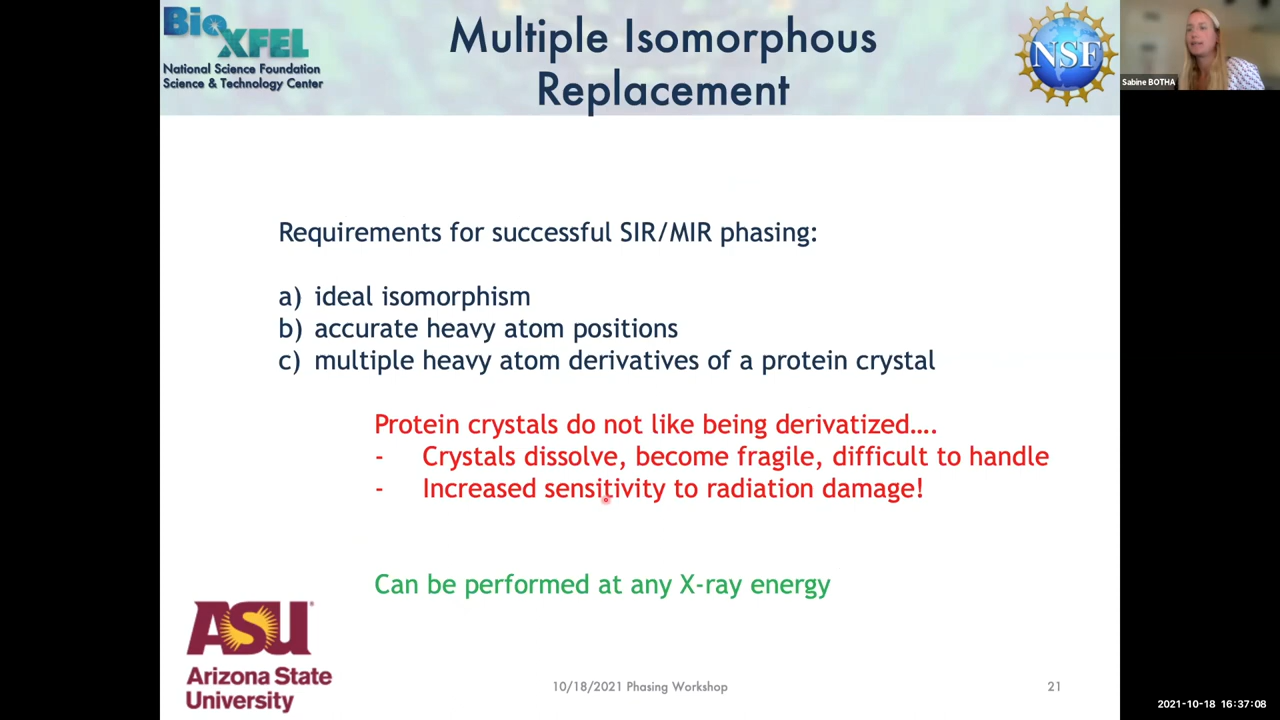 BioXFEL
National Science Foundation
Science & Technology Center
Multiple Isomorphous
Replacement
NSF
Sabine BOTHA
Requirements for successful SIR/MIR phasing:
a) ideal isomorphism
b) accurate heavy atom positions
c) multiple heavy atom derivatives of a protein crystal
Protein crystals do not like being derivatized....
- Crystals dissolve, become fragile, difficult to handle
- Increased sensitivity to radiation damage!
Can be performed at any X-ray energy
ASU
Arizona State
University
10/18/2021 Phasing Workshop
21
2021-10-18 16:37:08